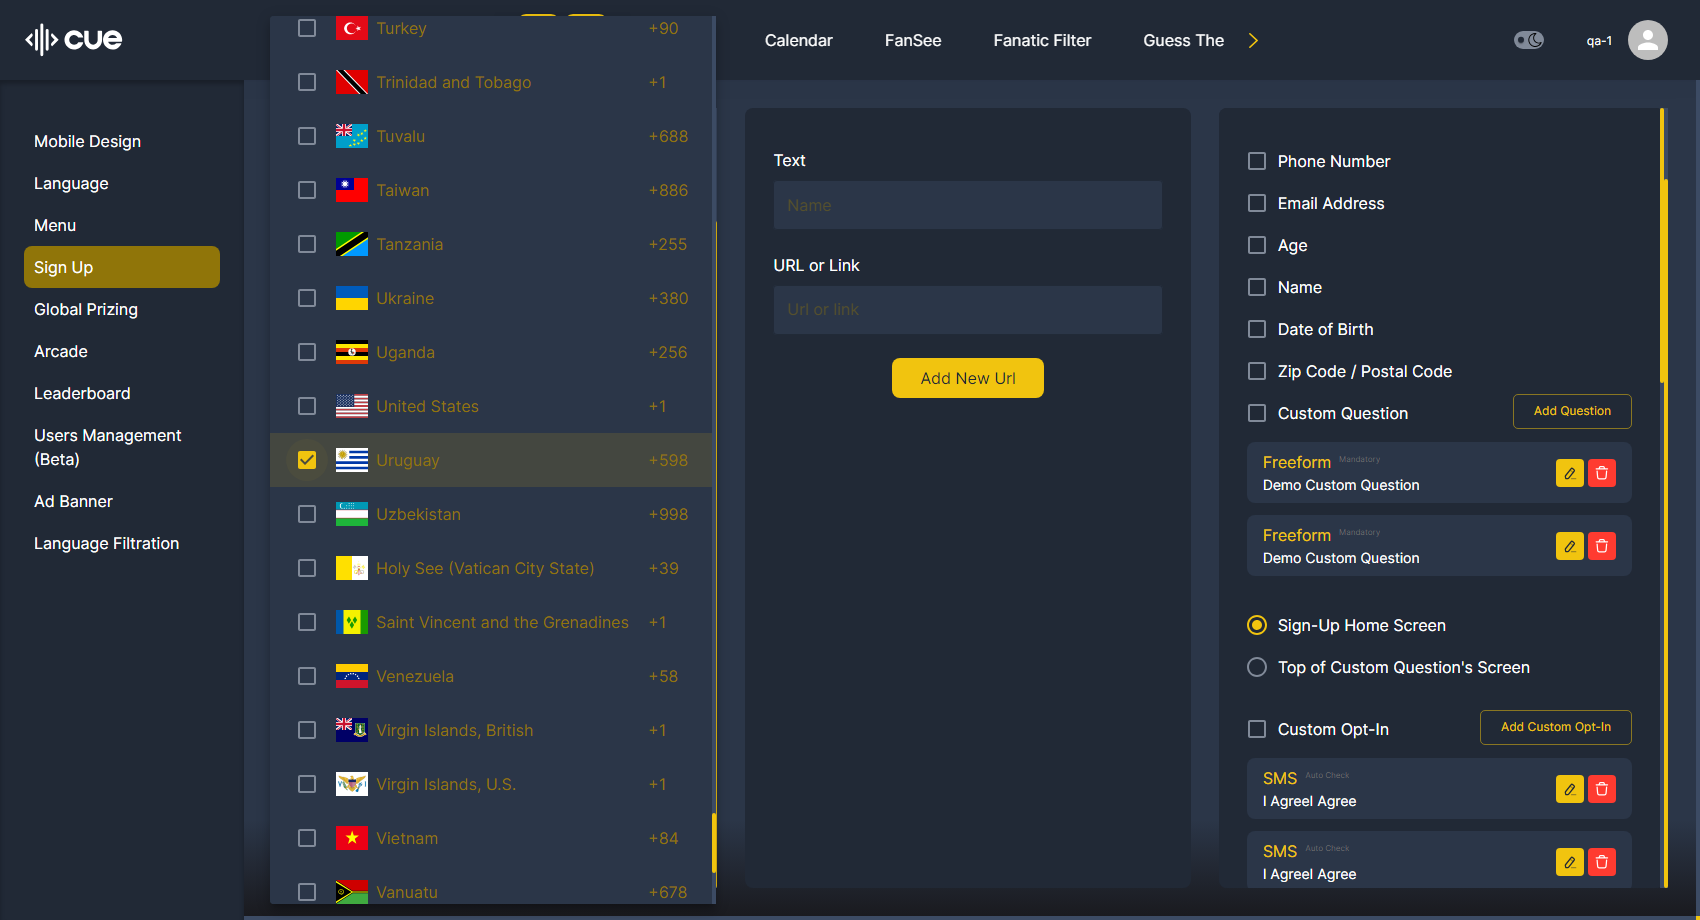 cue
Calendar
FanSee
Fanatic Filter
Guess The
qa-1
Mobile Design
Language
Menu
Sign Up
Global Prizing
Arcade
Leaderboard
Users Management
(Beta)
Ad Banner
Language Filtration
Turkey +90
Trinidad and Tobago +1
Tuvalu +688
Taiwan +886
Tanzania +255
Ukraine +380
Uganda +256
United States +1
Uruguay +598
Uzbekistan +998
Holy See (Vatican City State) +39
Saint Vincent and the Grenadines +1
Venezuela +58
Virgin Islands, British +1
Virgin Islands, U.S. +1
Vietnam +84
Vanuatu +678
Text
Name
URL or Link
Url or link
Add New Url
Phone Number
Email Address
Age
Name
Date of Birth
Zip Code / Postal Code
Custom Question Add Question
Freeform Mandatory
Demo Custom Question
Freeform Mandatory
Demo Custom Question
Sign-Up Home Screen
Top of Custom Question's Screen
Custom Opt-In Add Custom Opt-In
SMS Auto Check
I AgreeI Agree
SMS Auto Check
I AgreeI Agree